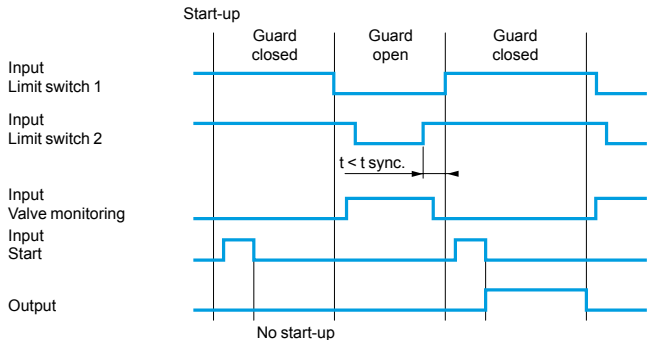 Start-up
Guard
closed
Guard
open
Guard
closed
Input
Limit switch 1
Input
Limit switch 2
t < t sync.
Input
Valve monitoring
Input
Start
Output
No start-up